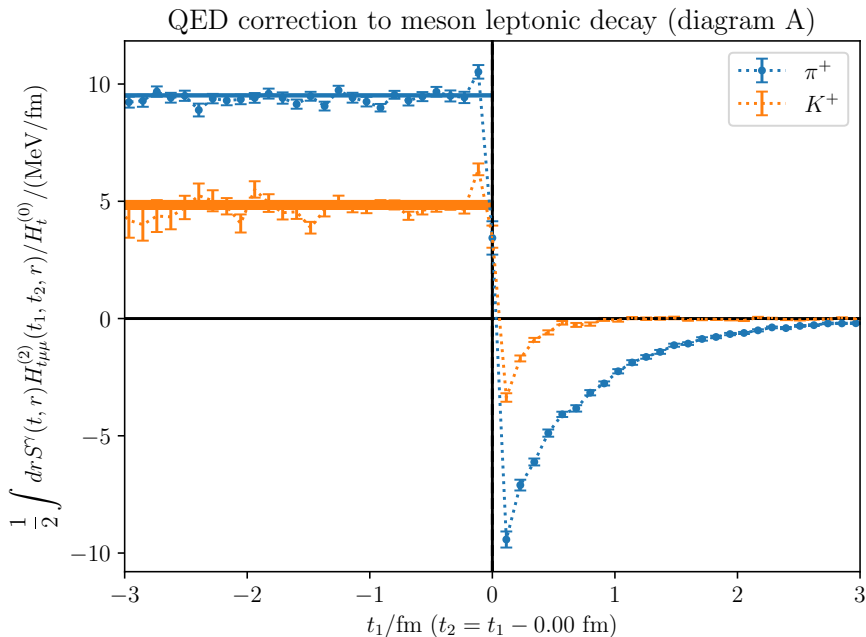 QED correction to meson leptonic decay (diagram A)
π⁺
K⁺
10
5
0
−5
−10
½ ∫ drS^γ(t, r)H^{(2)}_{tμμ}(t₁, t₂, r)/H^{(0)}_t/(MeV/fm)
−3 −2 −1 0 1 2 3
t₁/fm (t₂ = t₁ − 0.00 fm)